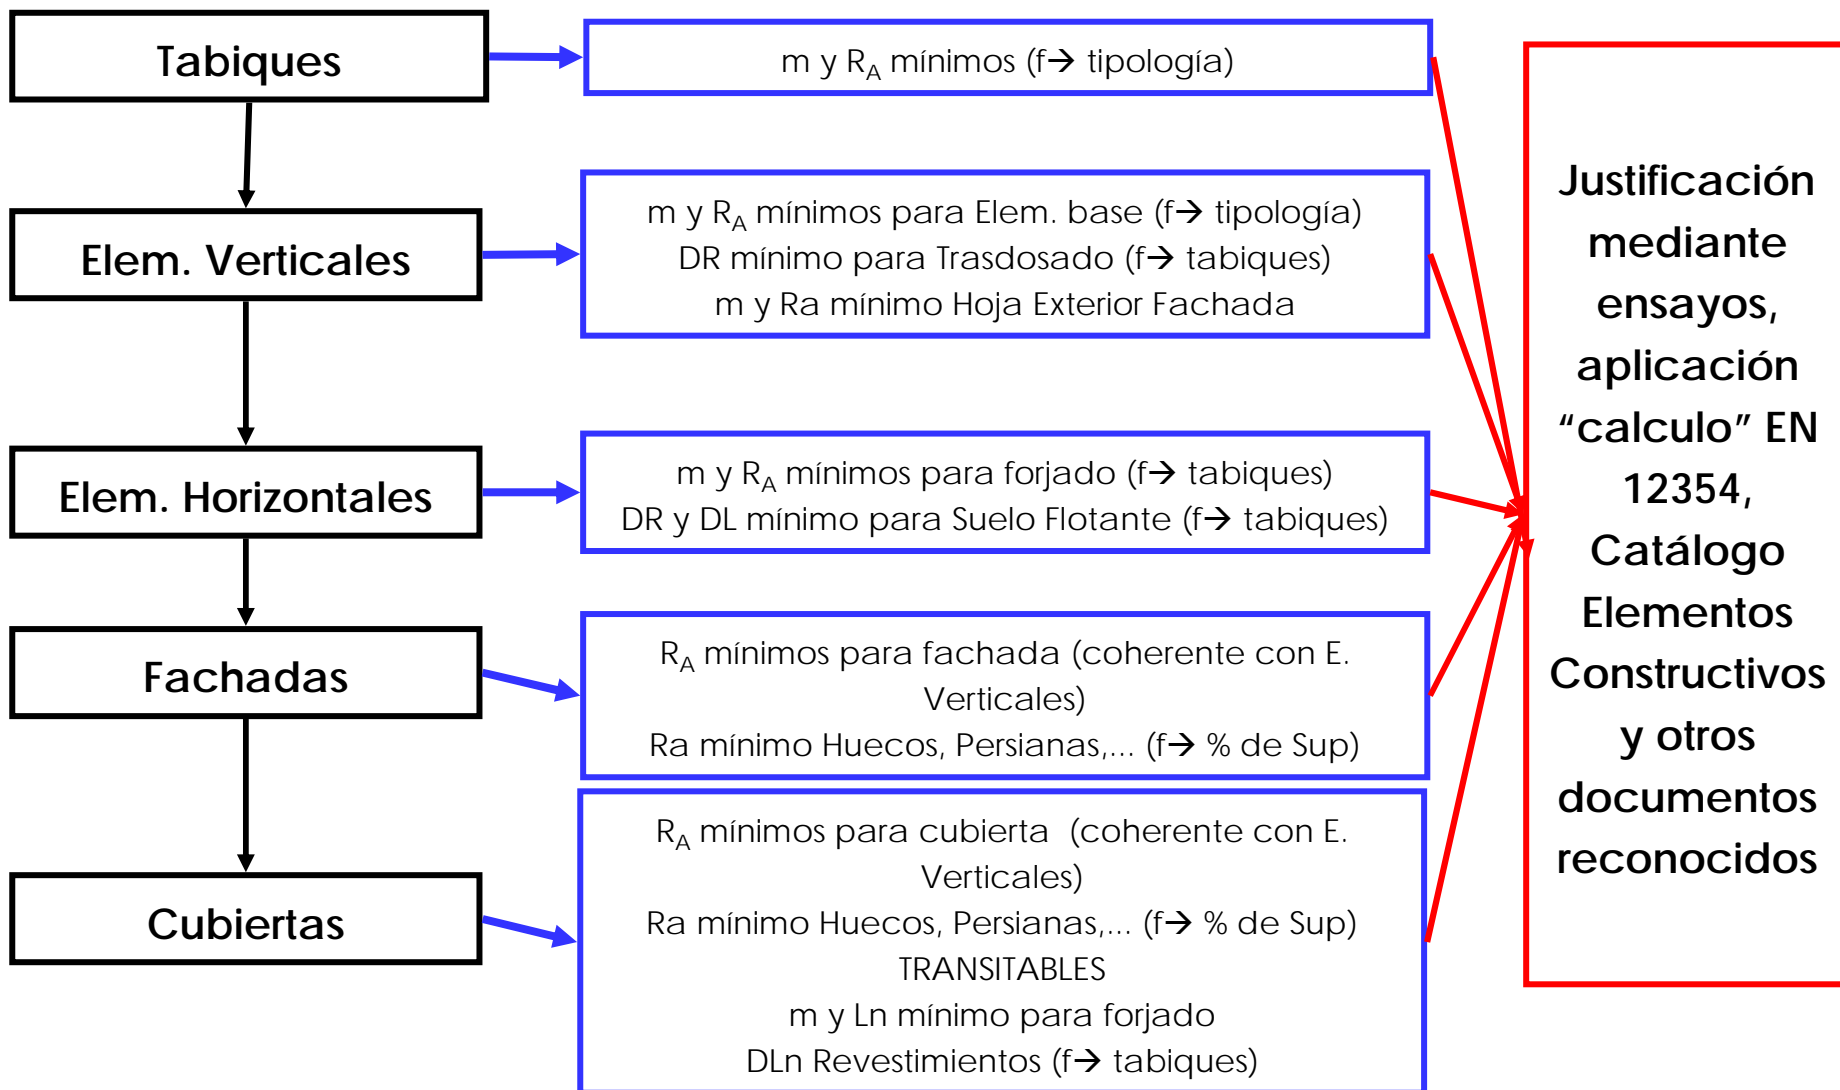 Tabiques
m y RA mínimos (f→ tipología)
Elem. Verticales
m y RA mínimos para Elem. base (f→ tipología)
DR mínimo para Trasdosado (f→ tabiques)
m y Ra mínimo Hoja Exterior Fachada
Elem. Horizontales
m y RA mínimos para forjado (f→ tabiques)
DR y DL mínimo para Suelo Flotante (f→ tabiques)
Fachadas
RA mínimos para fachada (coherente con E.
Verticales)
Ra mínimo Huecos, Persianas,... (f→ % de Sup)
Cubiertas
RA mínimos para cubierta (coherente con E.
Verticales)
Ra mínimo Huecos, Persianas,... (f→ % de Sup)
TRANSITABLES
m y Ln mínimo para forjado
DLn Revestimientos (f→ tabiques)
Justificación
mediante
ensayos,
aplicación
“calculo” EN
12354,
Catálogo
Elementos
Constructivos
y otros
documentos
reconocidos